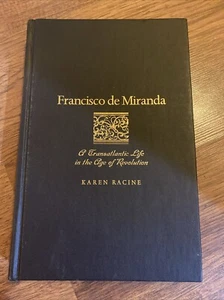 Francisco de Miranda
A Transatlantic Life
in the Age of Revolution
KAREN RACINE